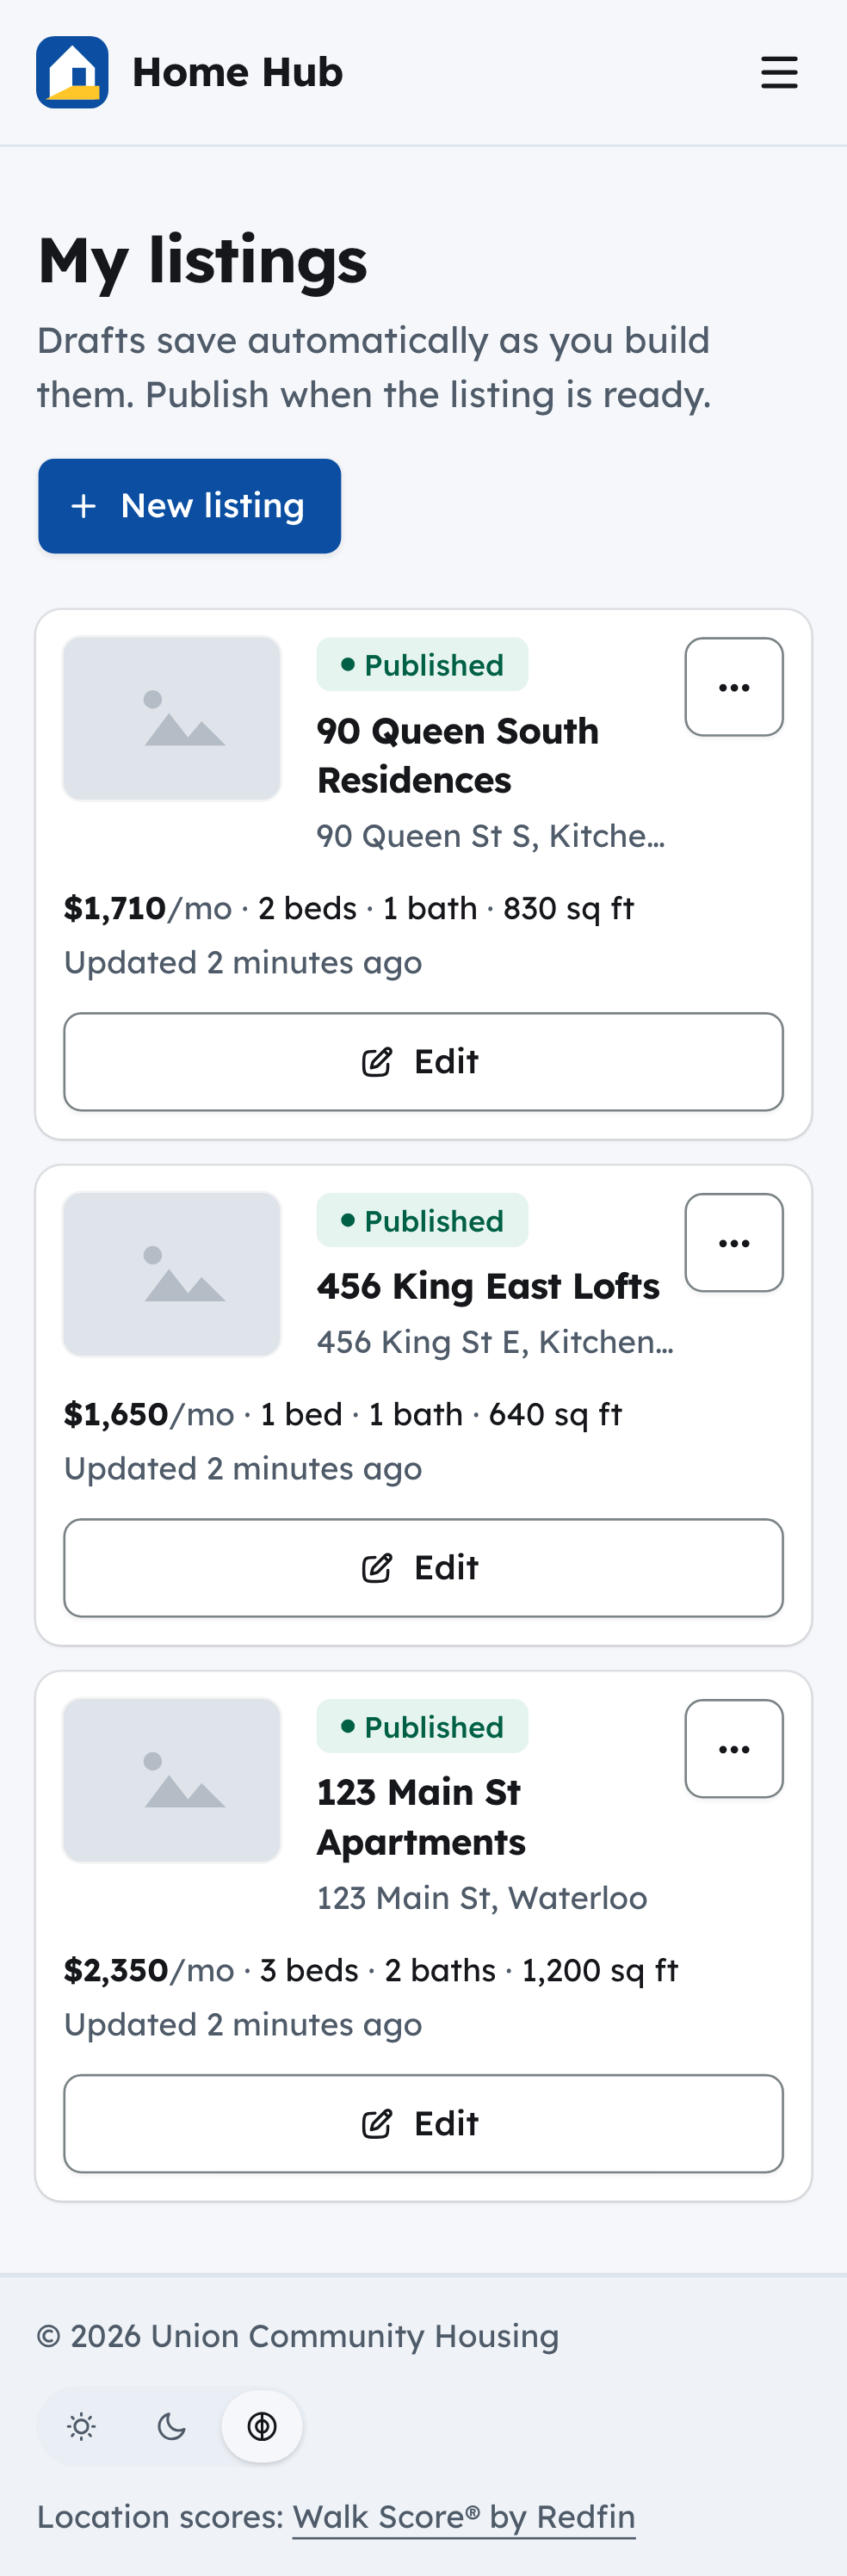 Home Hub
My listings
Drafts save automatically as you build
them. Publish when the listing is ready.
New listing
Published
90 Queen South
Residences
90 Queen St S, Kitche…
$1,710/mo · 2 beds · 1 bath · 830 sq ft
Updated 2 minutes ago
Edit
Published
456 King East Lofts
456 King St E, Kitchen…
$1,650/mo · 1 bed · 1 bath · 640 sq ft
Updated 2 minutes ago
Edit
Published
123 Main St
Apartments
123 Main St, Waterloo
$2,350/mo · 3 beds · 2 baths · 1,200 sq ft
Updated 2 minutes ago
Edit
© 2026 Union Community Housing
Location scores: Walk Score® by Redfin